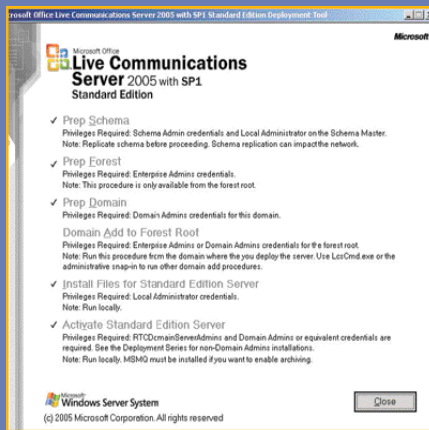 crosoft Office Live Communications Server 2005 with SP1 Standard Edition Deployment Tool
Microsoft
Microsoft Office
Live Communications
Server 2005 with SP1
Standard Edition
Prep Schema
Privileges Required: Schema Admin credentials and Local Administrator on the Schema Master.
Note: Replicate schema before proceeding. Schema replication can impact the network.
Prep Forest
Privileges Required: Enterprise Admins credentials.
Note: This procedure is only available from the forest root.
Prep Domain
Privileges Required: Domain Admins credentials for this domain.
Domain Add to Forest Root
Privileges Required: Enterprise Admins or Domain Admins credentials for the forest root.
Note: Run this procedure from the domain where the you deploy the server. Use LcsCmd.exe or the
administrative snap-in to run other domain add procedures.
Install Files for Standard Edition Server
Privileges Required: Local Administrator credentials.
Note: Run locally.
Activate Standard Edition Server
Privileges Required: RTCDomainServerAdmins and Domain Admins or equivalent credentials are
required. See the Deployment Series for non-Domain Admins installations.
Note: Run locally. MSMQ must be installed if you want to enable archiving.
Microsoft
Windows Server System
Close
(c) 2005 Microsoft Corporation. All rights reserved